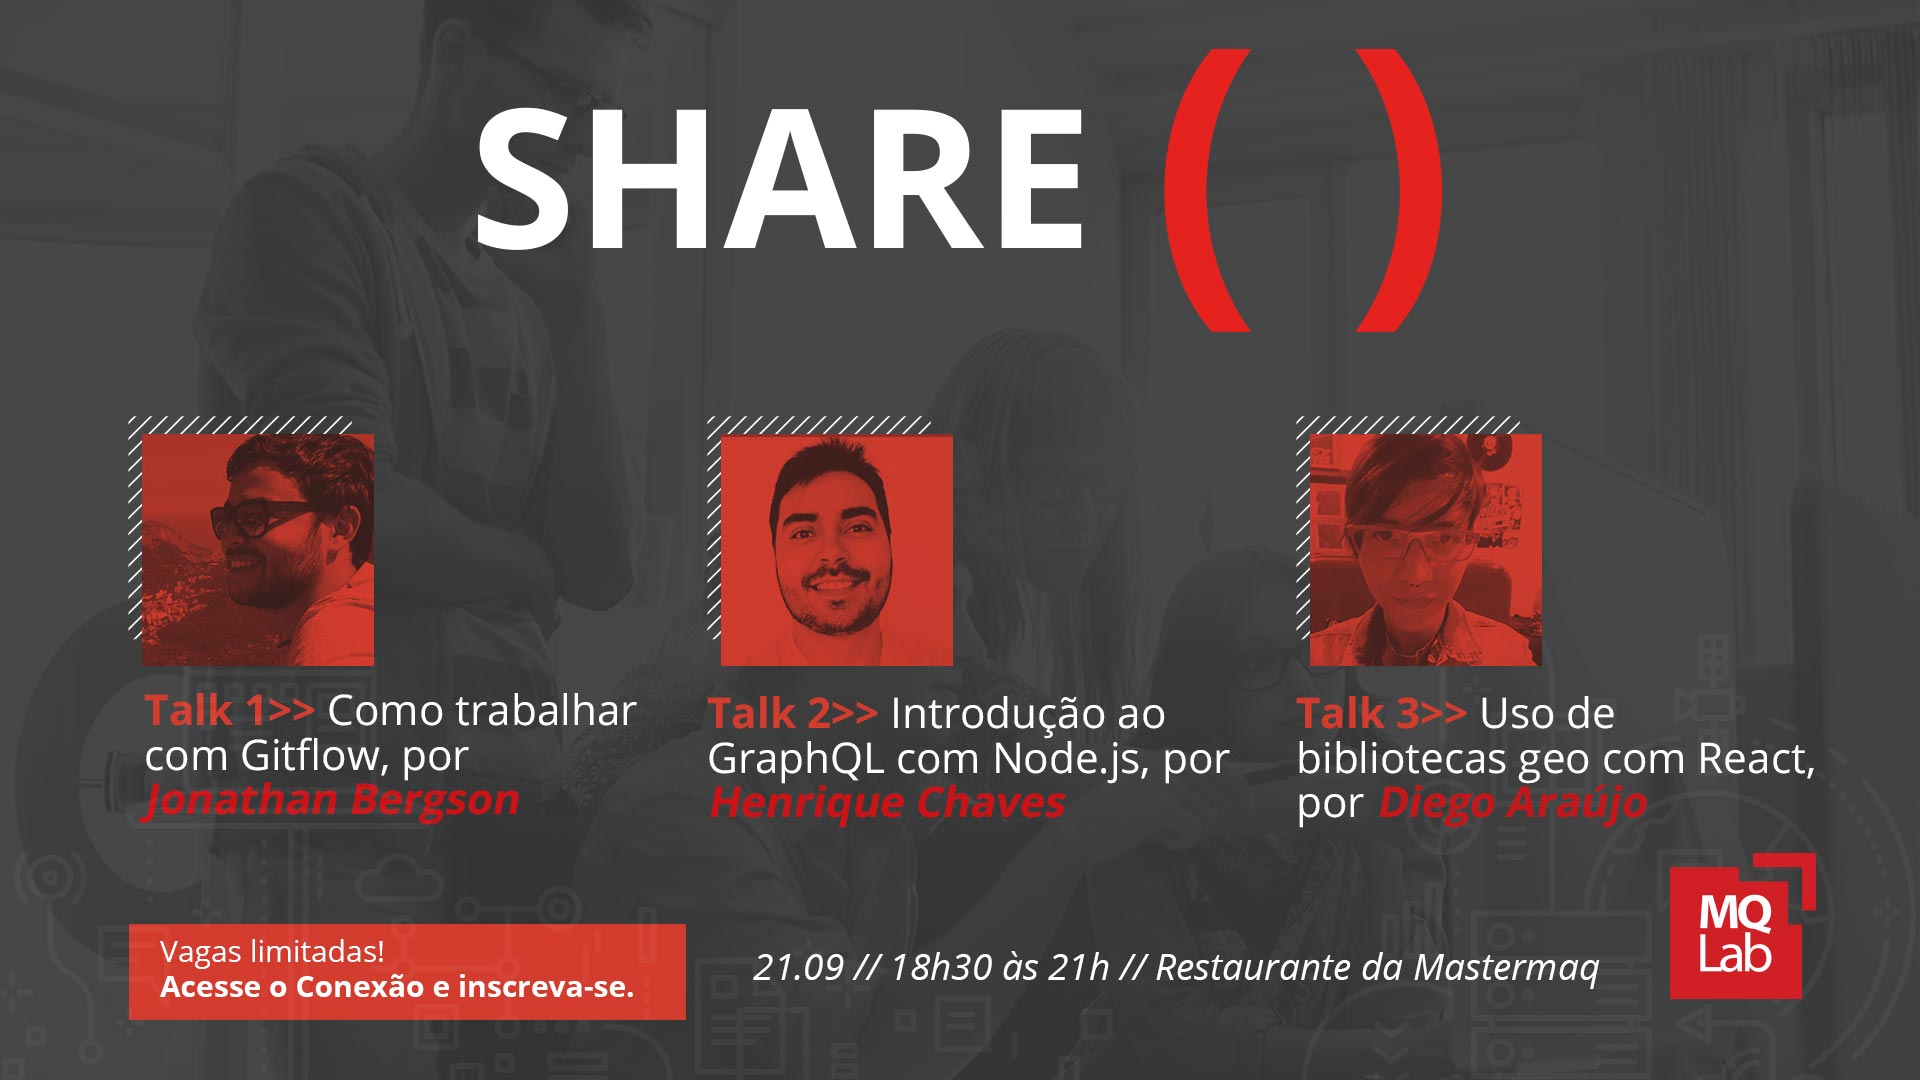 SHARE ( )
Talk 1>> Como trabalhar
com Gitflow, por
Jonathan Bergson
Talk 2>> Introdução ao
GraphQL com Node.js, por
Henrique Chaves
Talk 3>> Uso de
bibliotecas geo com React,
por Diego Araújo
Vagas limitadas!
Acesse o Conexão e inscreva-se.
21.09 // 18h30 às 21h // Restaurante da Mastermaq
MQ
Lab